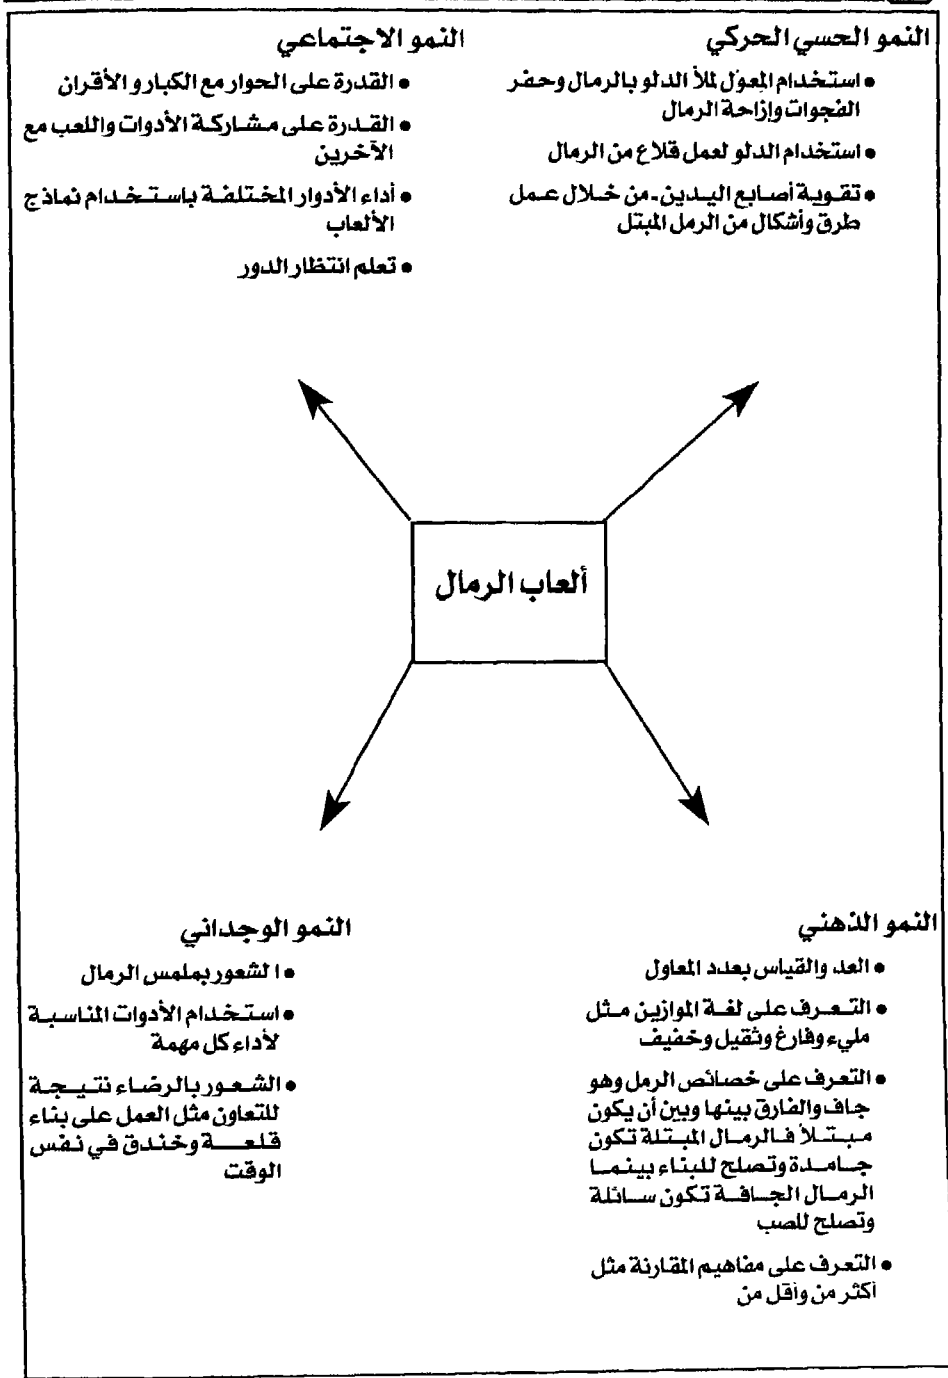 النمو الحسي الحركي
• استخدام المعول لملأ الدلو بالرمال وحفر
الفجوات وإزاحة الرمال
• استخدام الدلو لعمل قلاع من الرمال
• تقوية أصابع اليدين - من خلال عمل
طرق وأشكال من الرمل المبتل
النمو الاجتماعي
• القدرة على الحوار مع الكبار و الأقران
• القدرة على مشاركة الأدوات واللعب مع
الآخرين
• أداء الأدوار المختلفة باستخدام نماذج
الألعاب
• تعلم انتظار الدور
ألعاب الرمال
النمو الذهني
• العد والقياس بعدد المعاول
• التعرف على لغة الموازين مثل
مليء وفارغ وثقيل وخفيف
• التعرف على خصائص الرمل وهو
جاف والفارق بينها وبين أن يكون
مبتلاً فالرمال المبتلة تكون
جامدة وتصلح للبناء بينما
الرمال الجافة تكون سائلة
وتصلح للصب
• التعرف على مفاهيم المقارنة مثل
أكثر من وأقل من
النمو الوجداني
• الشعور بملمس الرمال
• استخدام الأدوات المناسبة
لأداء كل مهمة
• الشعور بالرضاء نتيجة
للتعاون مثل العمل على بناء
قلعة وخندق في نفس
الوقت